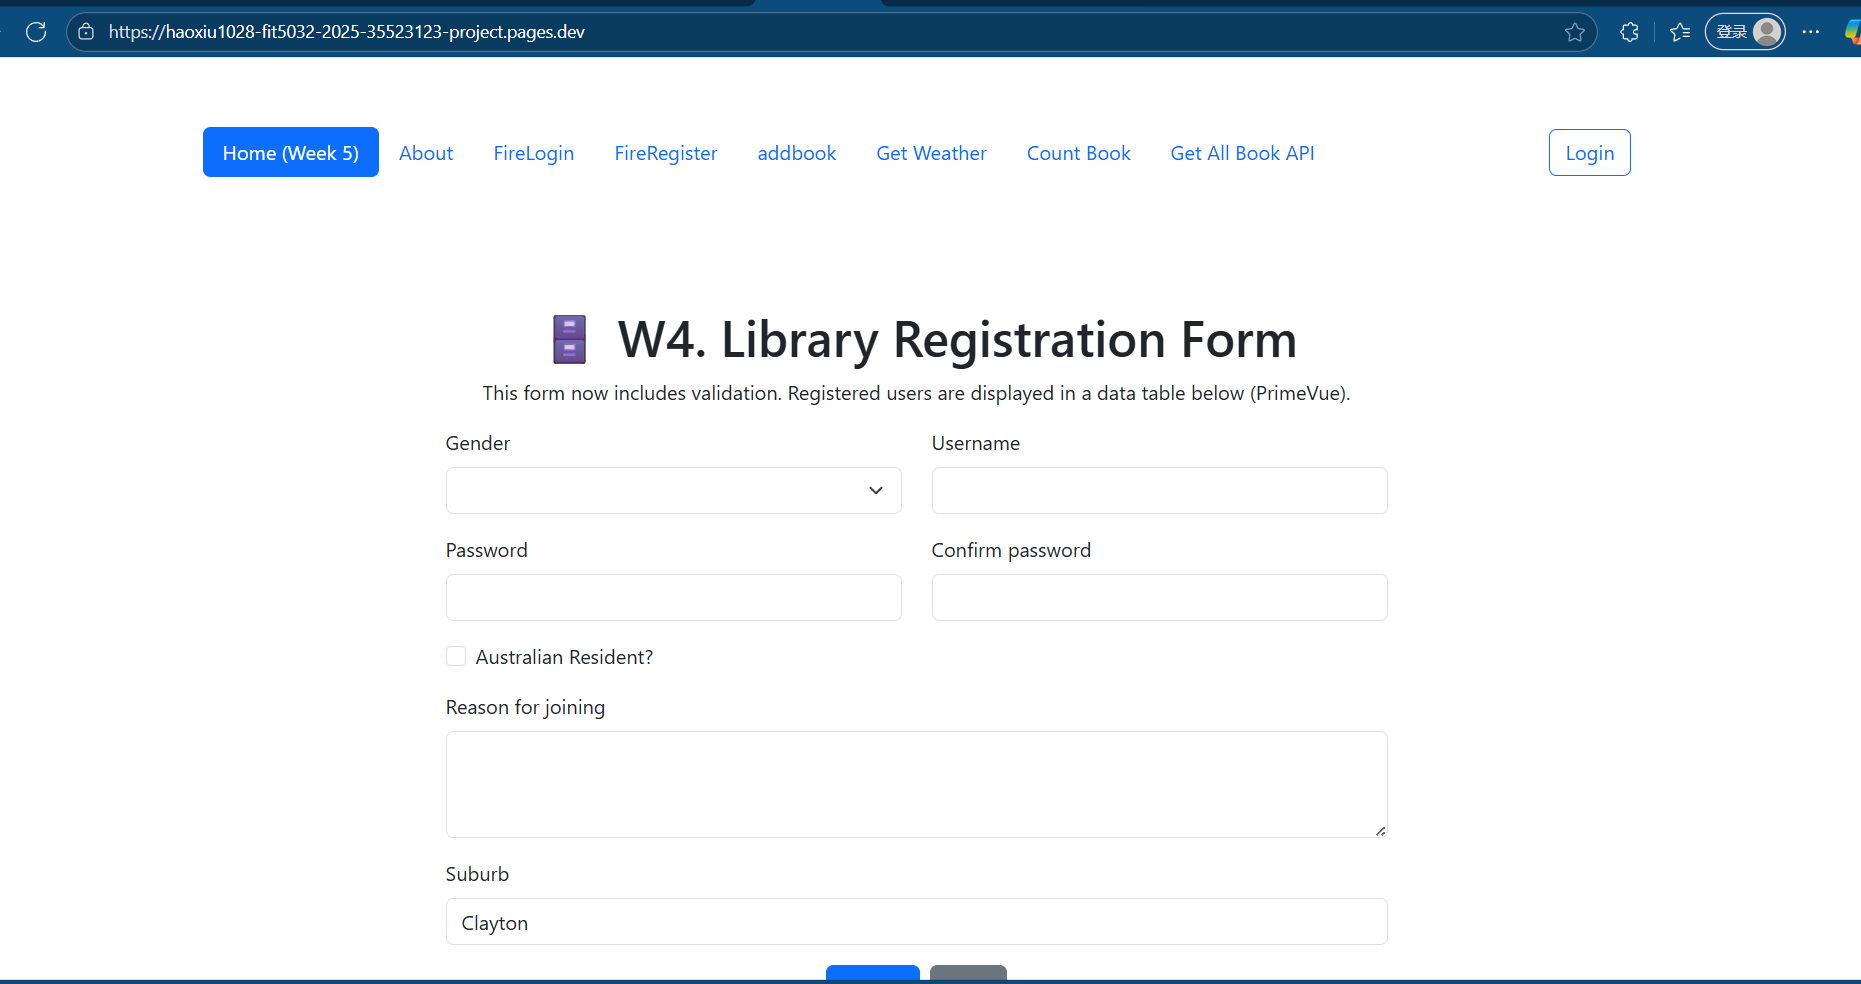 https://haoxiu1028-fit5032-2025-35523123-project.pages.dev
登录
Home (Week 5) About FireLogin FireRegister addbook Get Weather Count Book Get All Book API Login
W4. Library Registration Form
This form now includes validation. Registered users are displayed in a data table below (PrimeVue).
Gender Username
Password Confirm password
Australian Resident?
Reason for joining
Suburb
Clayton